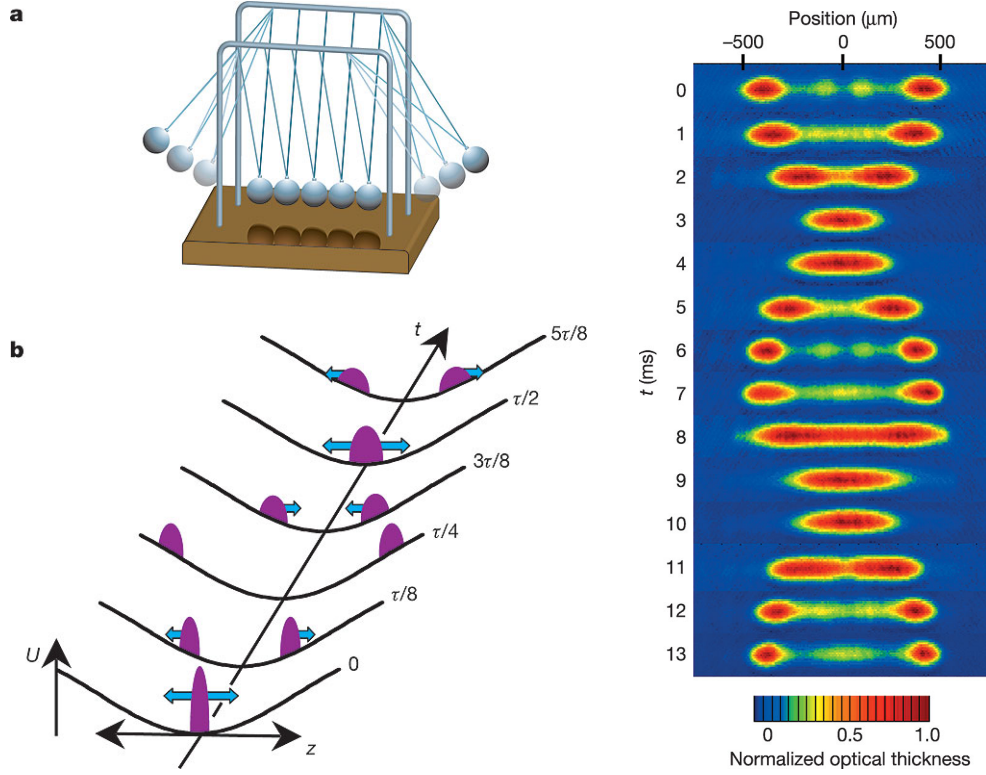 a
b
t
5τ/8
τ/2
3τ/8
τ/4
τ/8
0
U
z
Position (μm)
−500 0 500
t (ms)
0
1
2
3
4
5
6
7
8
9
10
11
12
13
0 0.5 1.0
Normalized optical thickness